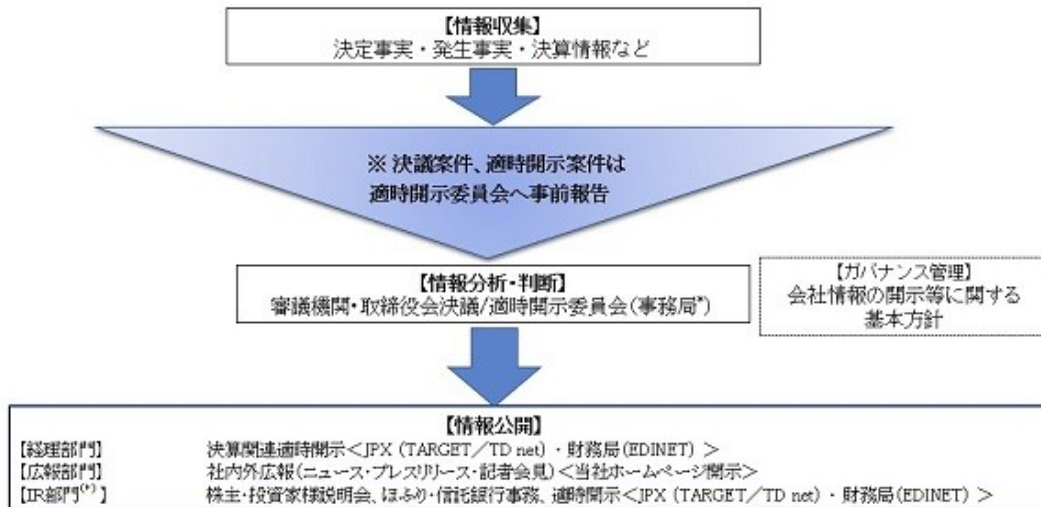 【情報収集】
決定事実・発生事実・決算情報など
※ 決議案件、適時開示案件は
適時開示委員会へ事前報告
【情報分析・判断】
審議機関・取締役会決議/適時開示委員会(事務局*)
【ガバナンス管理】
会社情報の開示等に関する
基本方針
【情報公開】
【経理部門】 決算関連適時開示<JPX (TARGET/TD net) ・財務局(EDINET) >
【広報部門】 社内外広報(ニュース・プレスリリース・記者会見)<当社ホームページ開示>
【IR部門(*)】 株主・投資家様説明会、ほふり・信託銀行事務、適時開示<JPX (TARGET/TD net) ・財務局(EDINET) >